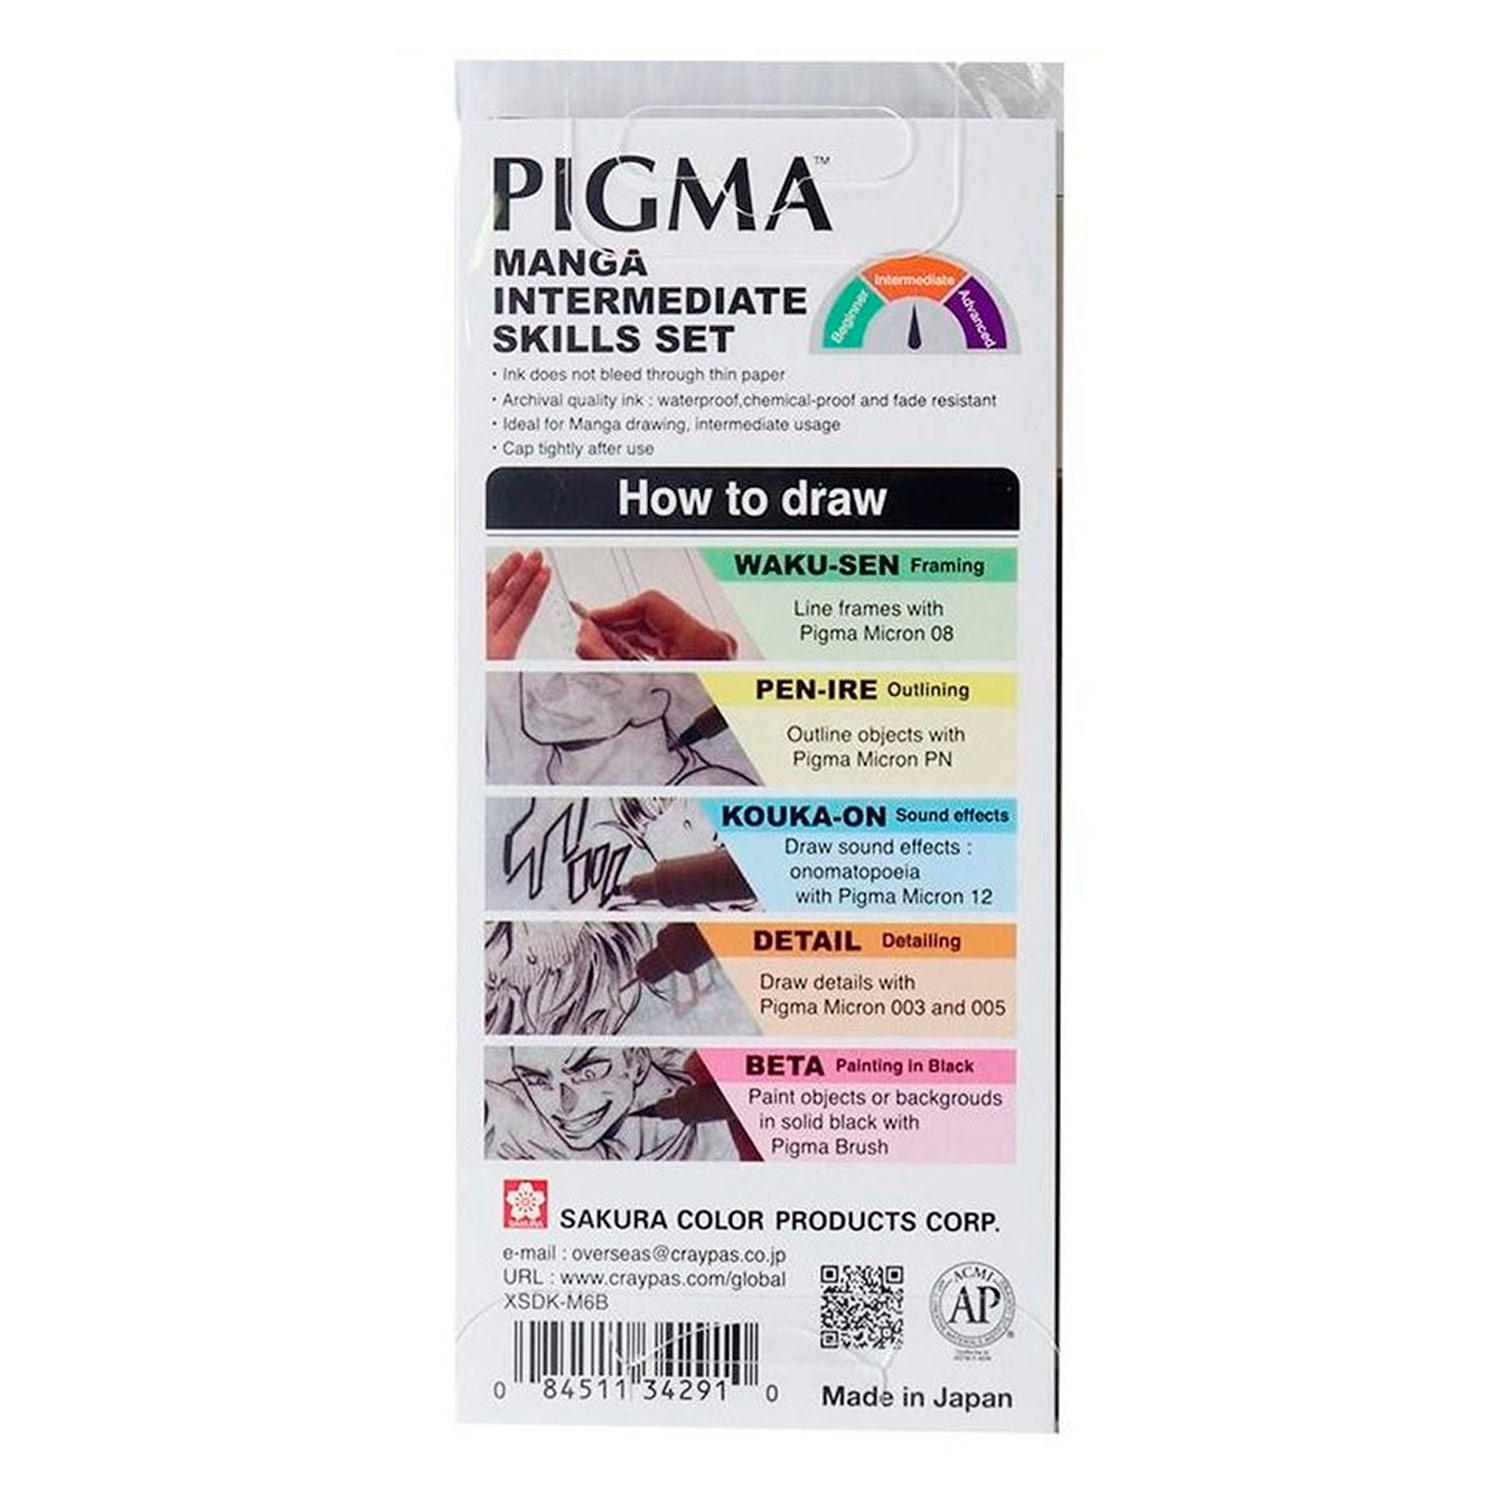 PIGMA™
MANGA
INTERMEDIATE
SKILLS SET
Beginner
Intermediate
Advanced
· Ink does not bleed through thin paper
· Archival quality ink : waterproof,chemical-proof and fade resistant
· Ideal for Manga drawing, intermediate usage
· Cap tightly after use
How to draw
WAKU-SEN Framing
Line frames with
Pigma Micron 08
PEN-IRE Outlining
Outline objects with
Pigma Micron PN
KOUKA-ON Sound effects
Draw sound effects :
onomatopoeia
with Pigma Micron 12
DETAIL Detailing
Draw details with
Pigma Micron 003 and 005
BETA Painting in Black
Paint objects or backgrouds
in solid black with
Pigma Brush
SAKURA
SAKURA COLOR PRODUCTS CORP.
e-mail : overseas@craypas.co.jp
URL : www.craypas.com/global
XSDK-M6B
ACMI
AP
®
0 84511 34291 0
Made in Japan